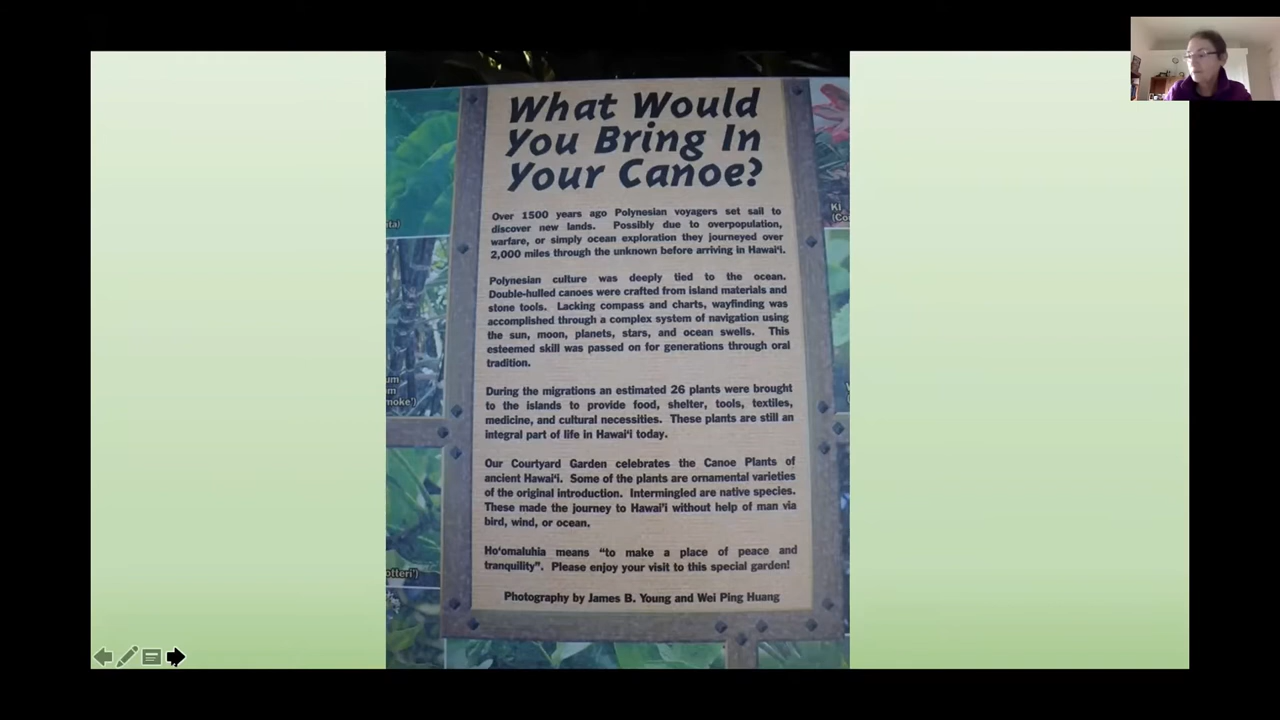 What Would
You Bring In
Your Canoe?
Over 1500 years ago Polynesian voyagers set sail to
discover new lands. Possibly due to overpopulation,
warfare, or simply ocean exploration they journeyed over
2,000 miles through the unknown before arriving in Hawai‘i.
Polynesian culture was deeply tied to the ocean.
Double-hulled canoes were crafted from island materials and
stone tools. Lacking compass and charts, wayfinding was
accomplished through a complex system of navigation using
the sun, moon, planets, stars, and ocean swells. This
esteemed skill was passed on for generations through oral
tradition.
During the migrations an estimated 26 plants were brought
to the islands to provide food, shelter, tools, textiles,
medicine, and cultural necessities. These plants are still an
integral part of life in Hawai‘i today.
Our Courtyard Garden celebrates the Canoe Plants of
ancient Hawai‘i. Some of the plants are ornamental varieties
of the original introduction. Intermingled are native species.
These made the journey to Hawai‘i without help of man via
bird, wind, or ocean.
Ho‘omaluhia means “to make a place of peace and
tranquility”. Please enjoy your visit to this special garden!
Photography by James B. Young and Wei Ping Huang
KI